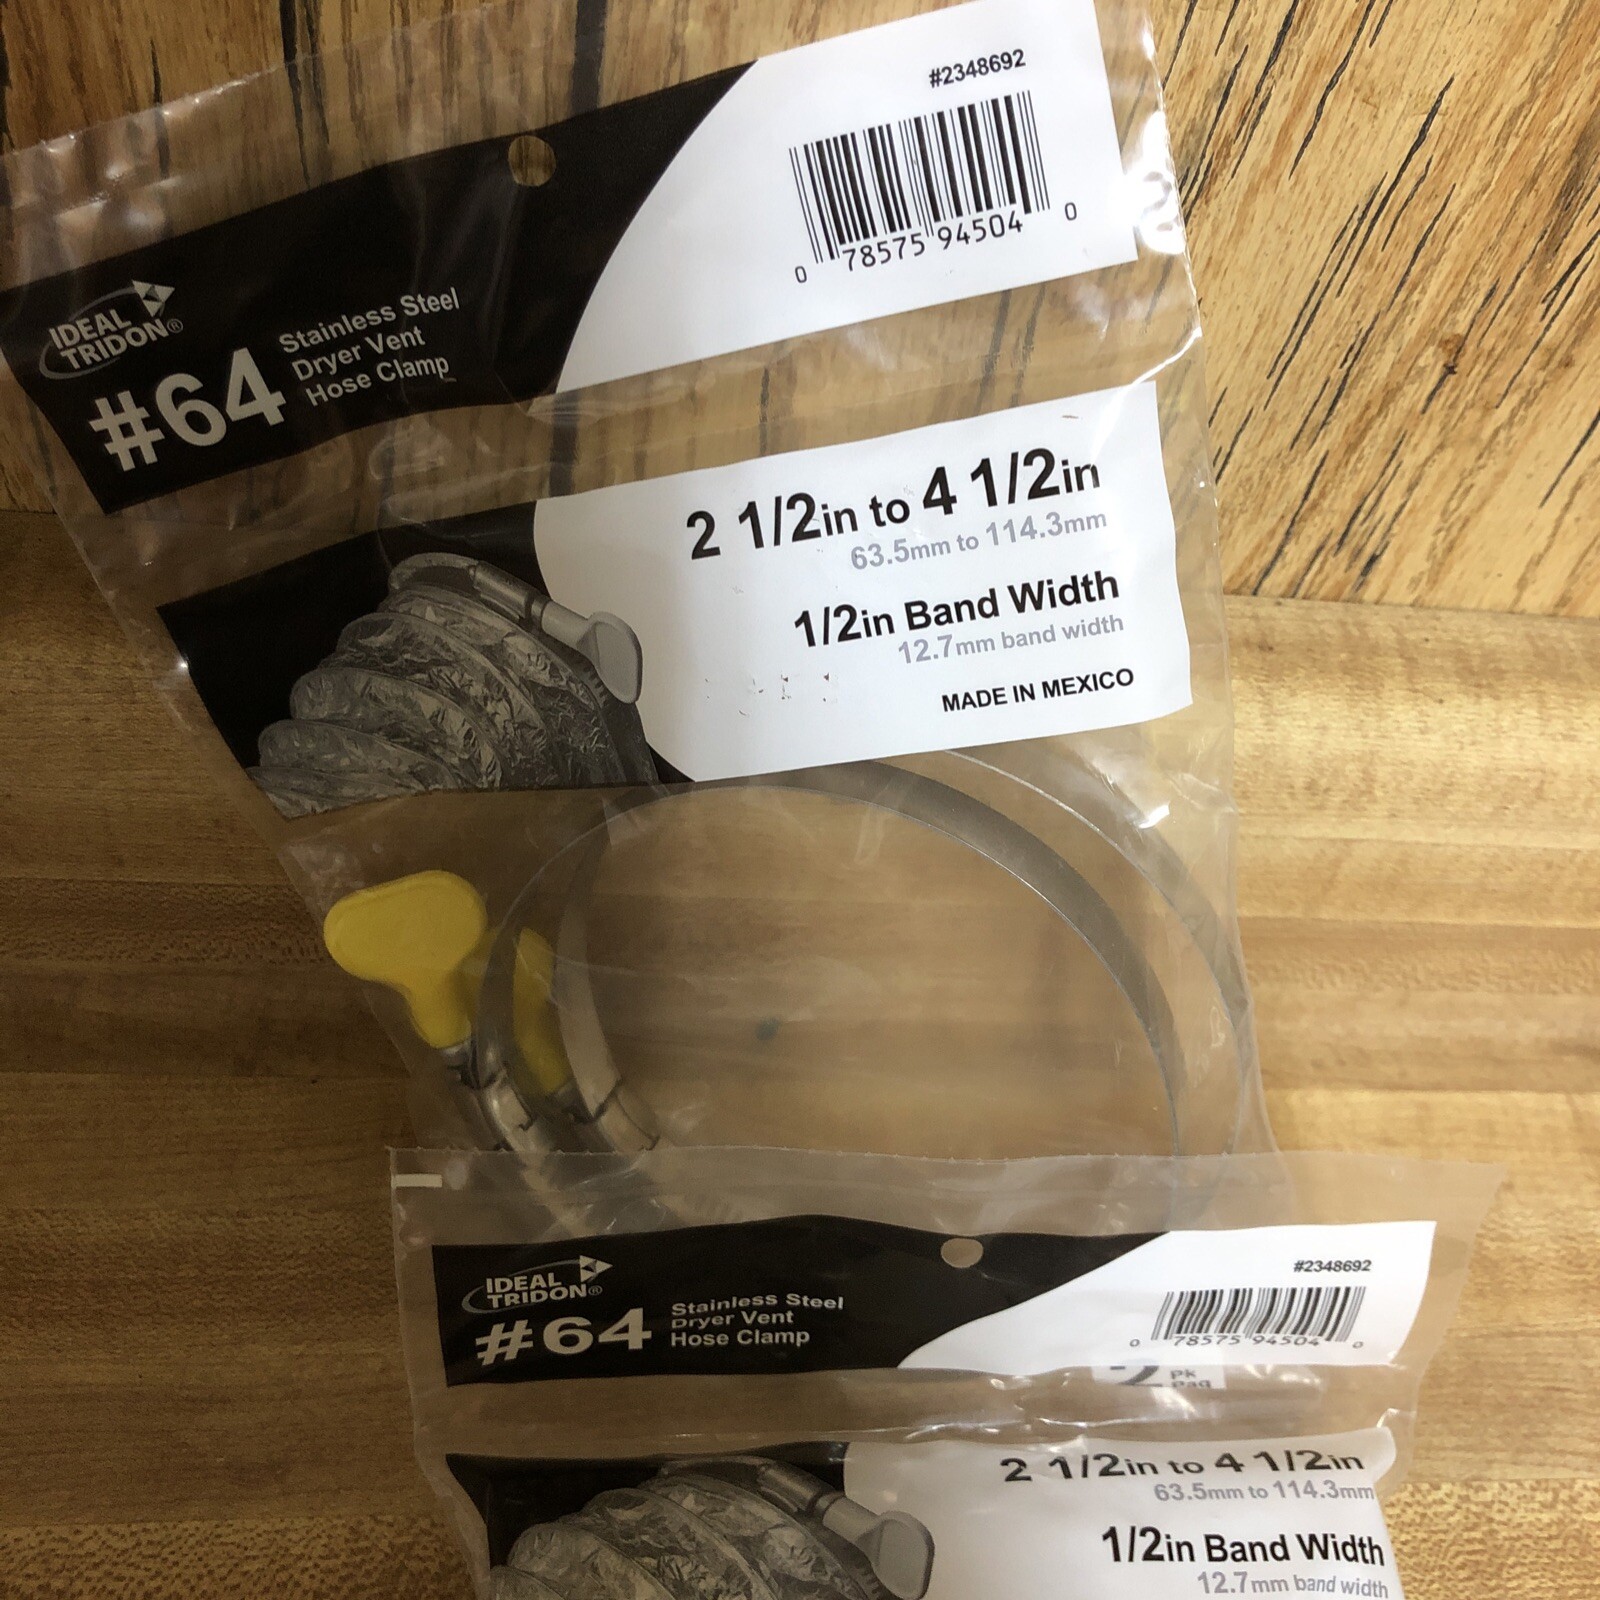 #2348692
0 78575 94504 0
IDEAL
TRIDON®
#64
Stainless Steel
Dryer Vent
Hose Clamp
2 1/2in to 4 1/2in
63.5mm to 114.3mm
1/2in Band Width
12.7mm band width
MADE IN MEXICO
#2348692
0 78575 94504 0
IDEAL
TRIDON®
#64
Stainless Steel
Dryer Vent
Hose Clamp
2 Pk
Paq
2 1/2in to 4 1/2in
63.5mm to 114.3mm
1/2in Band Width
12.7mm band width